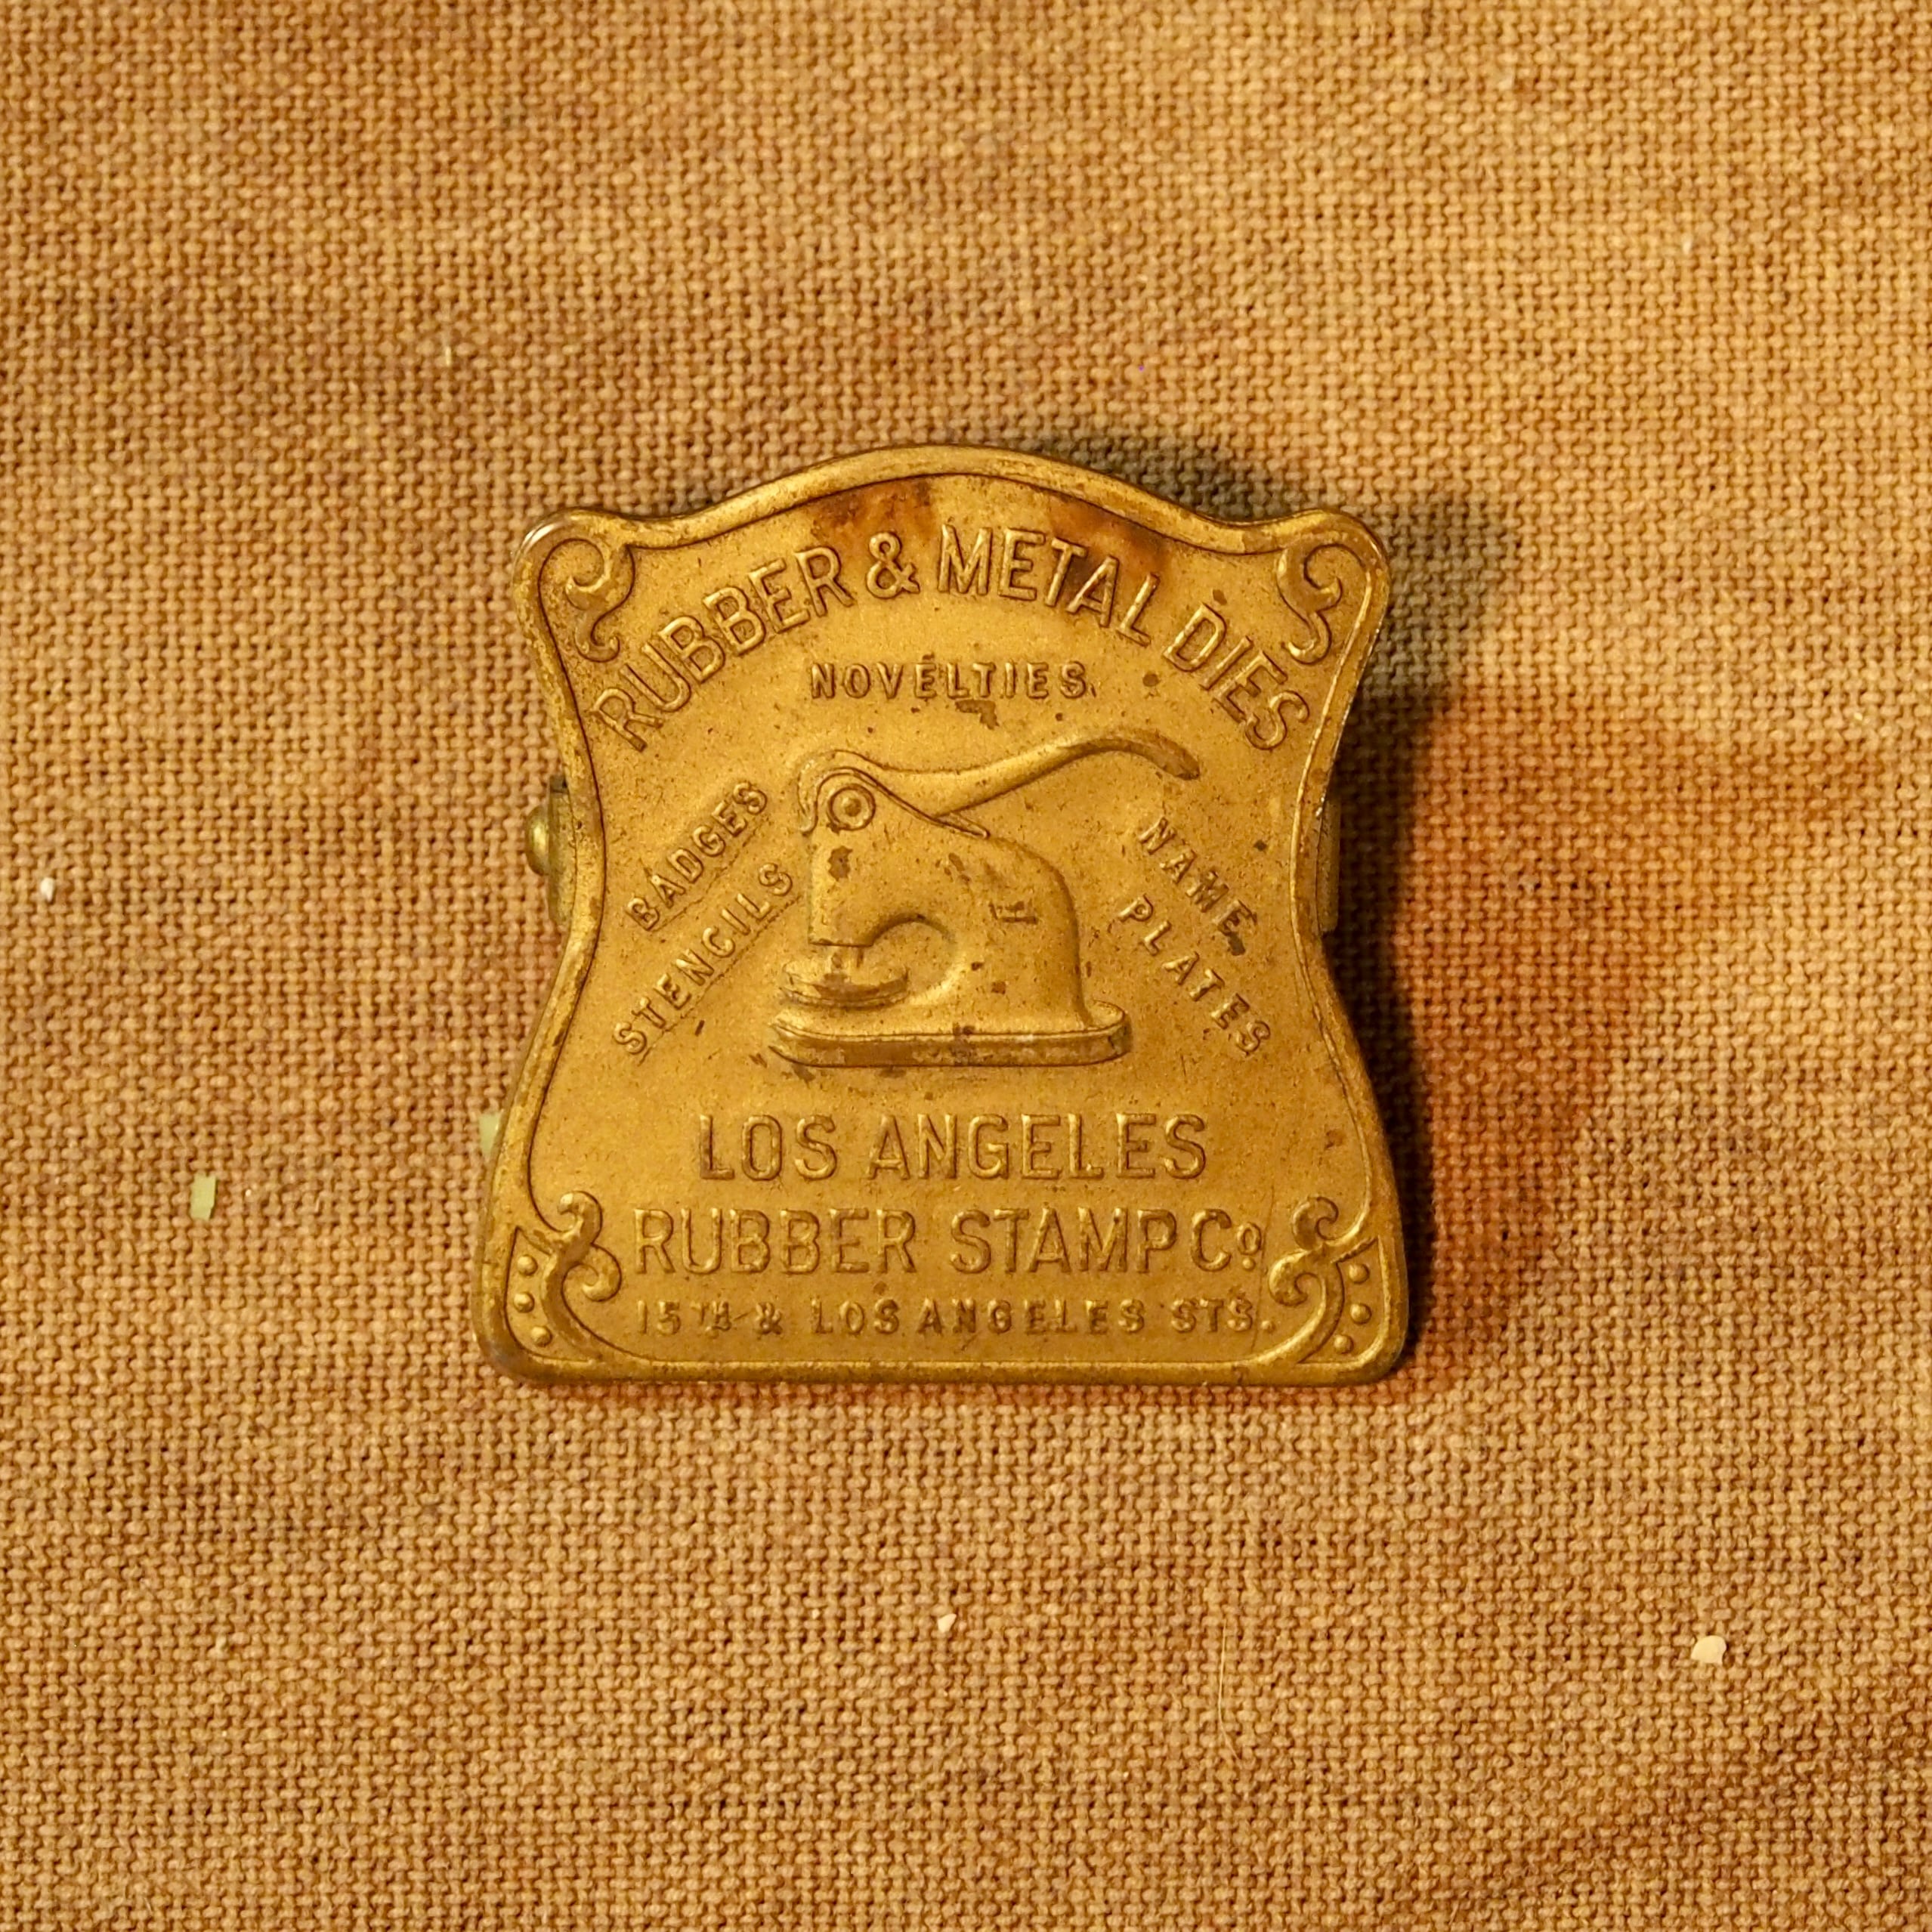 RUBBER & METAL DIES
NOVELTIES
BADGES
STENCILS
NAME
PLATES
LOS ANGELES
RUBBER STAMP Co
15TH & LOS ANGELES STS.